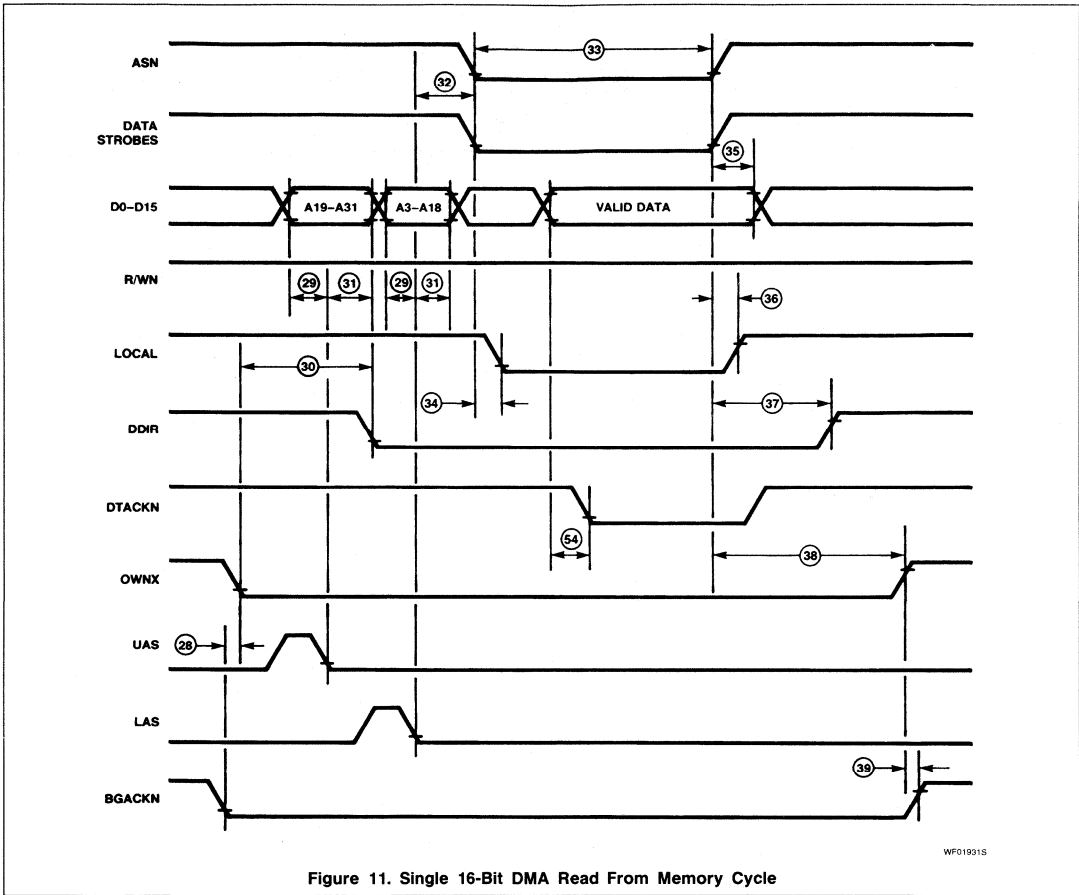 ASN
33
32
DATA
STROBES
35
D0–D15
A19–A31
A3–A18
VALID DATA
R/WN
29
31
29
31
36
LOCAL
30
34
37
DDIR
DTACKN
54
38
OWNX
28
UAS
LAS
39
BGACKN
WF01931S
Figure 11. Single 16-Bit DMA Read From Memory Cycle